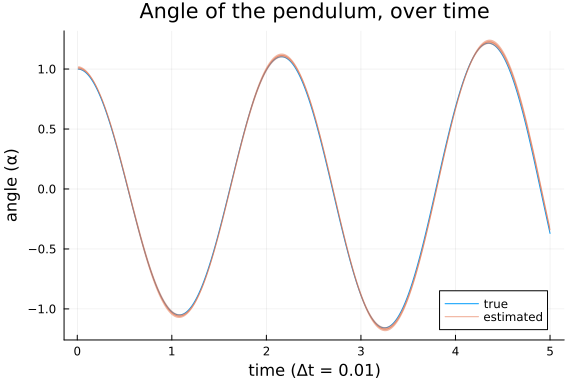 Angle of the pendulum, over time
angle (α)
1.0
0.5
0.0
−0.5
−1.0
0 1 2 3 4 5
time (Δt = 0.01)
true
estimated